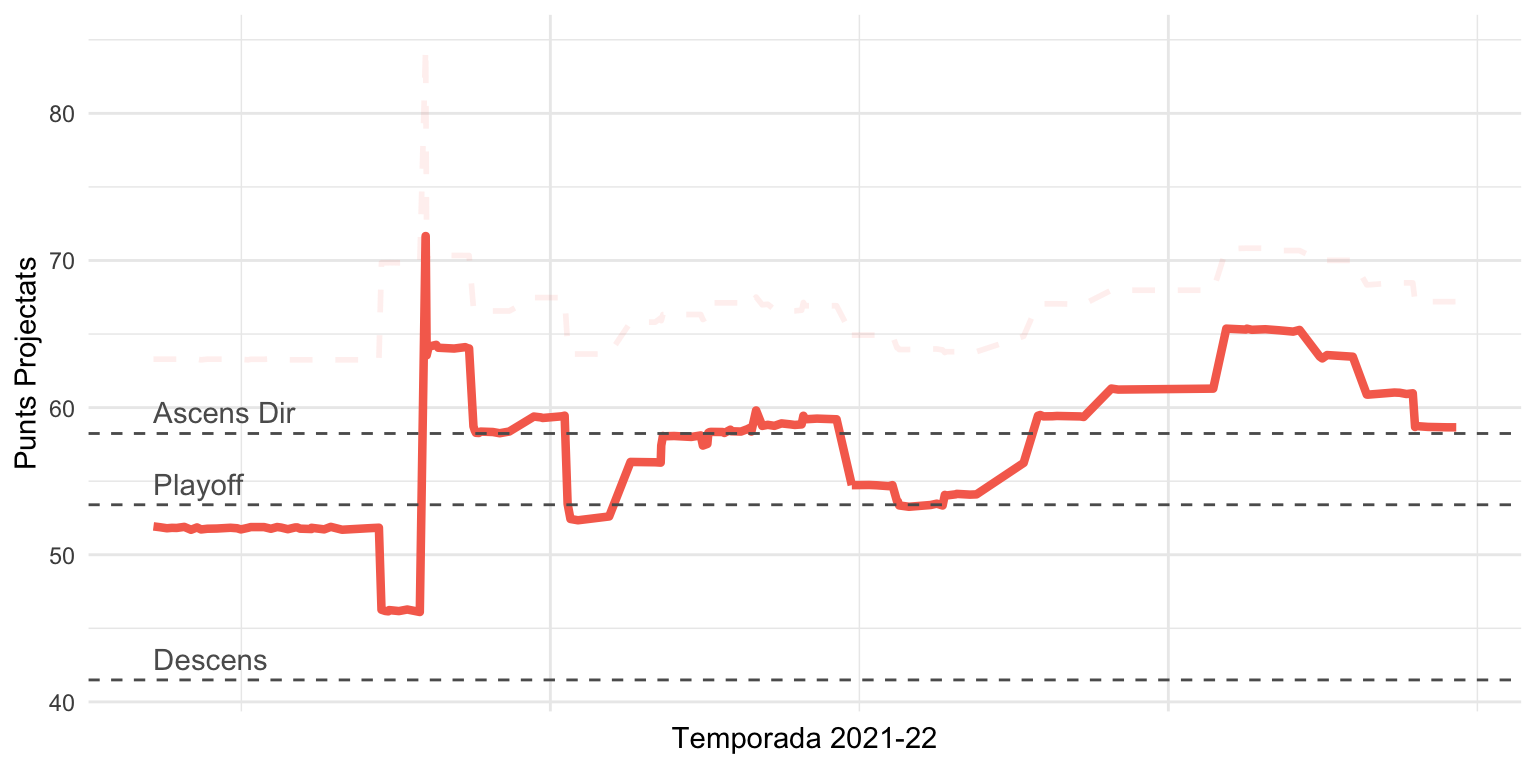 80
70
60
50
40
Punts Projectats
Ascens Dir
Playoff
Descens
Temporada 2021-22